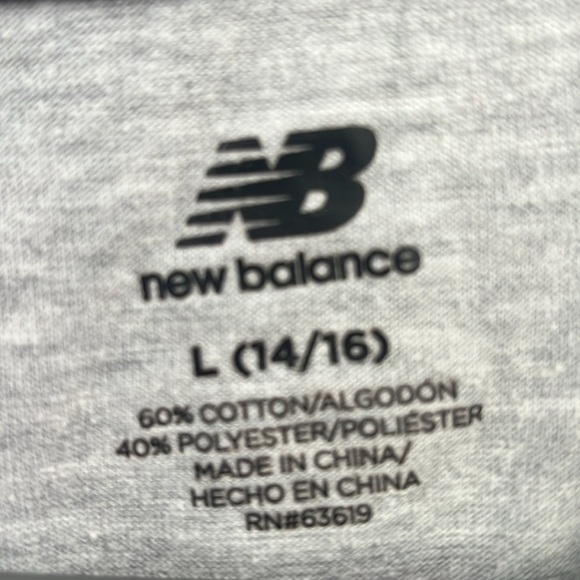 NB
new balance
L (14/16)
60% COTTON/ALGODÓN
40% POLYESTER/POLIÉSTER
MADE IN CHINA/
HECHO EN CHINA
RN#63619